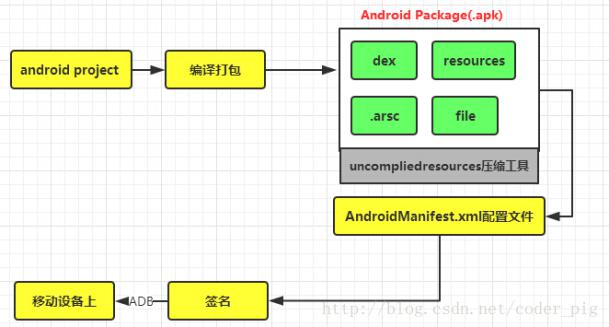 Android Package(.apk)
android project
编译打包
dex
resources
.arsc
file
uncompliedresources压缩工具
AndroidManifest.xml配置文件
移动设备上
ADB
签名
http://blog.csdn.net/coder_pig